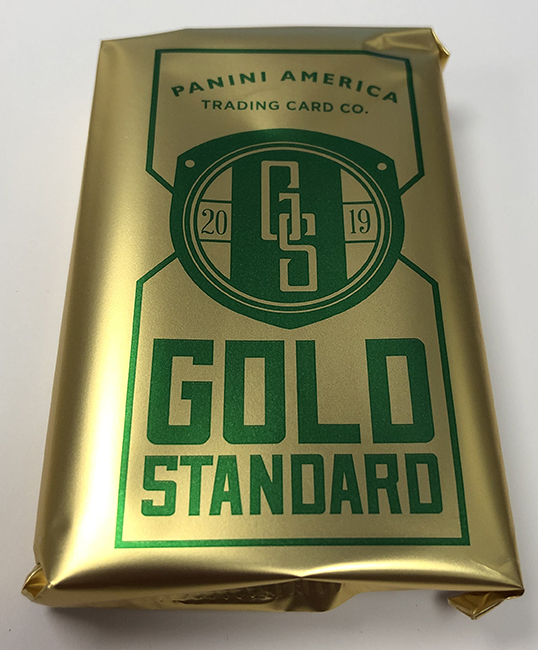 PANINI AMERICA
TRADING CARD CO.
20 GS 19
GOLD
STANDARD